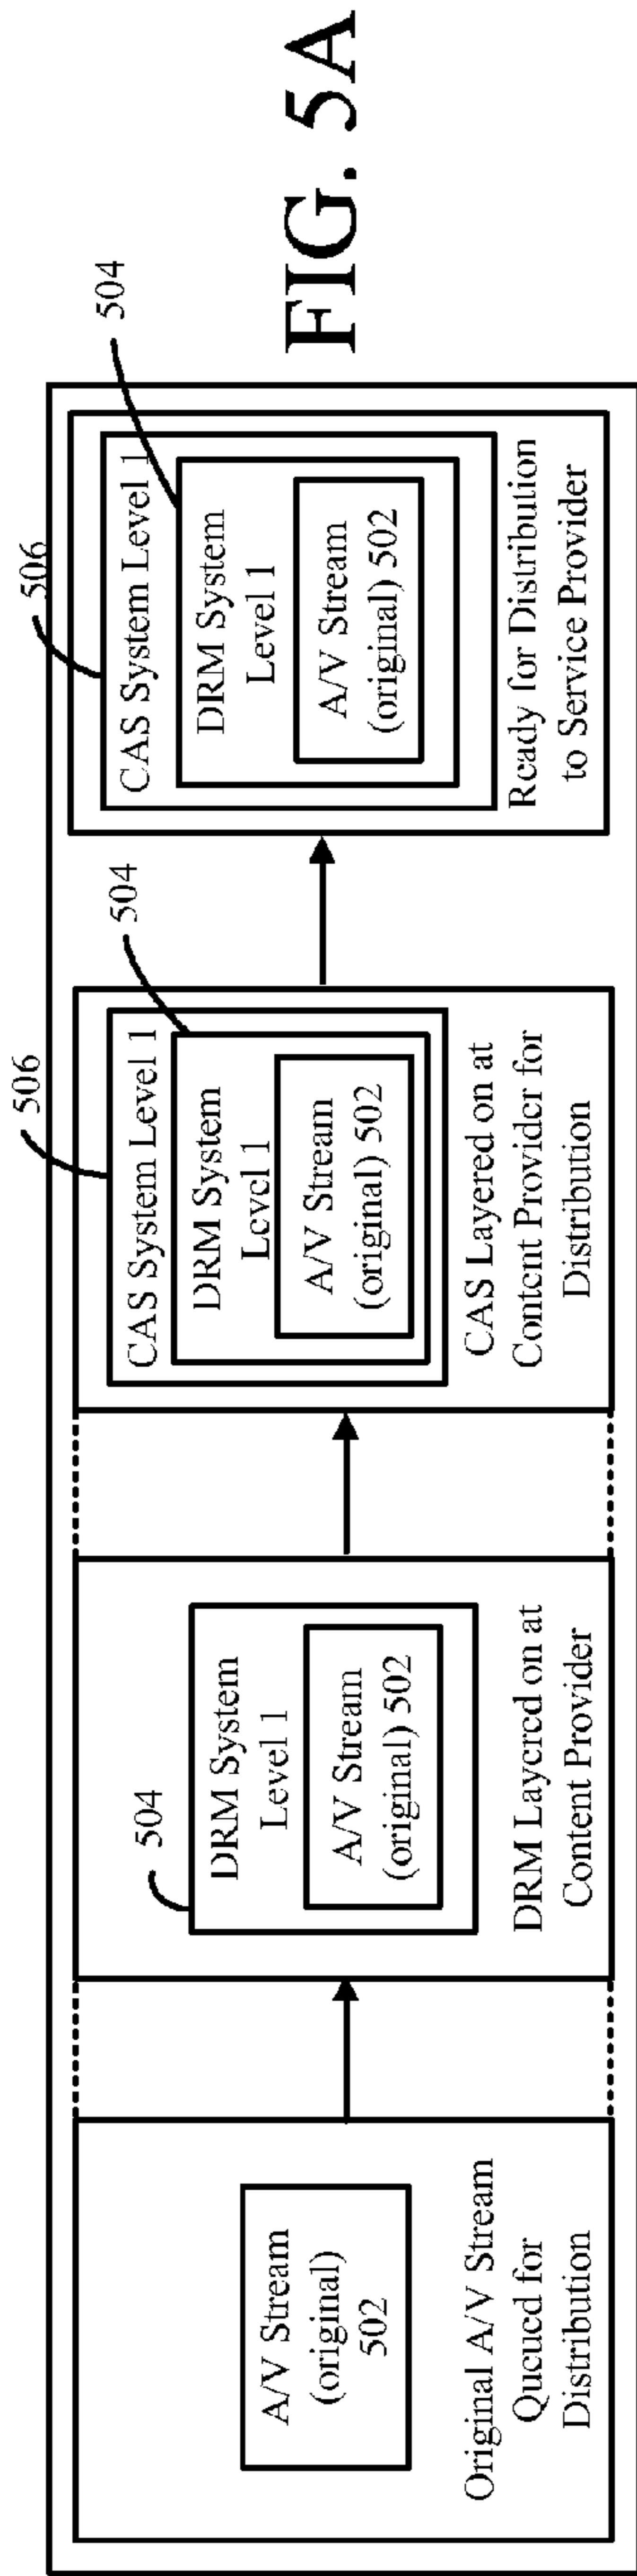 A/V Stream
(original)
502
Original A/V Stream
Queued for
Distribution
504
DRM System
Level 1
A/V Stream
(original) 502
DRM Layered on at
Content Provider
506
504
CAS System Level 1
DRM System
Level 1
A/V Stream
(original) 502
CAS Layered on at
Content Provider for
Distribution
506
504
CAS System Level 1
DRM System
Level 1
A/V Stream
(original) 502
Ready for Distribution
to Service Provider
FIG. 5A